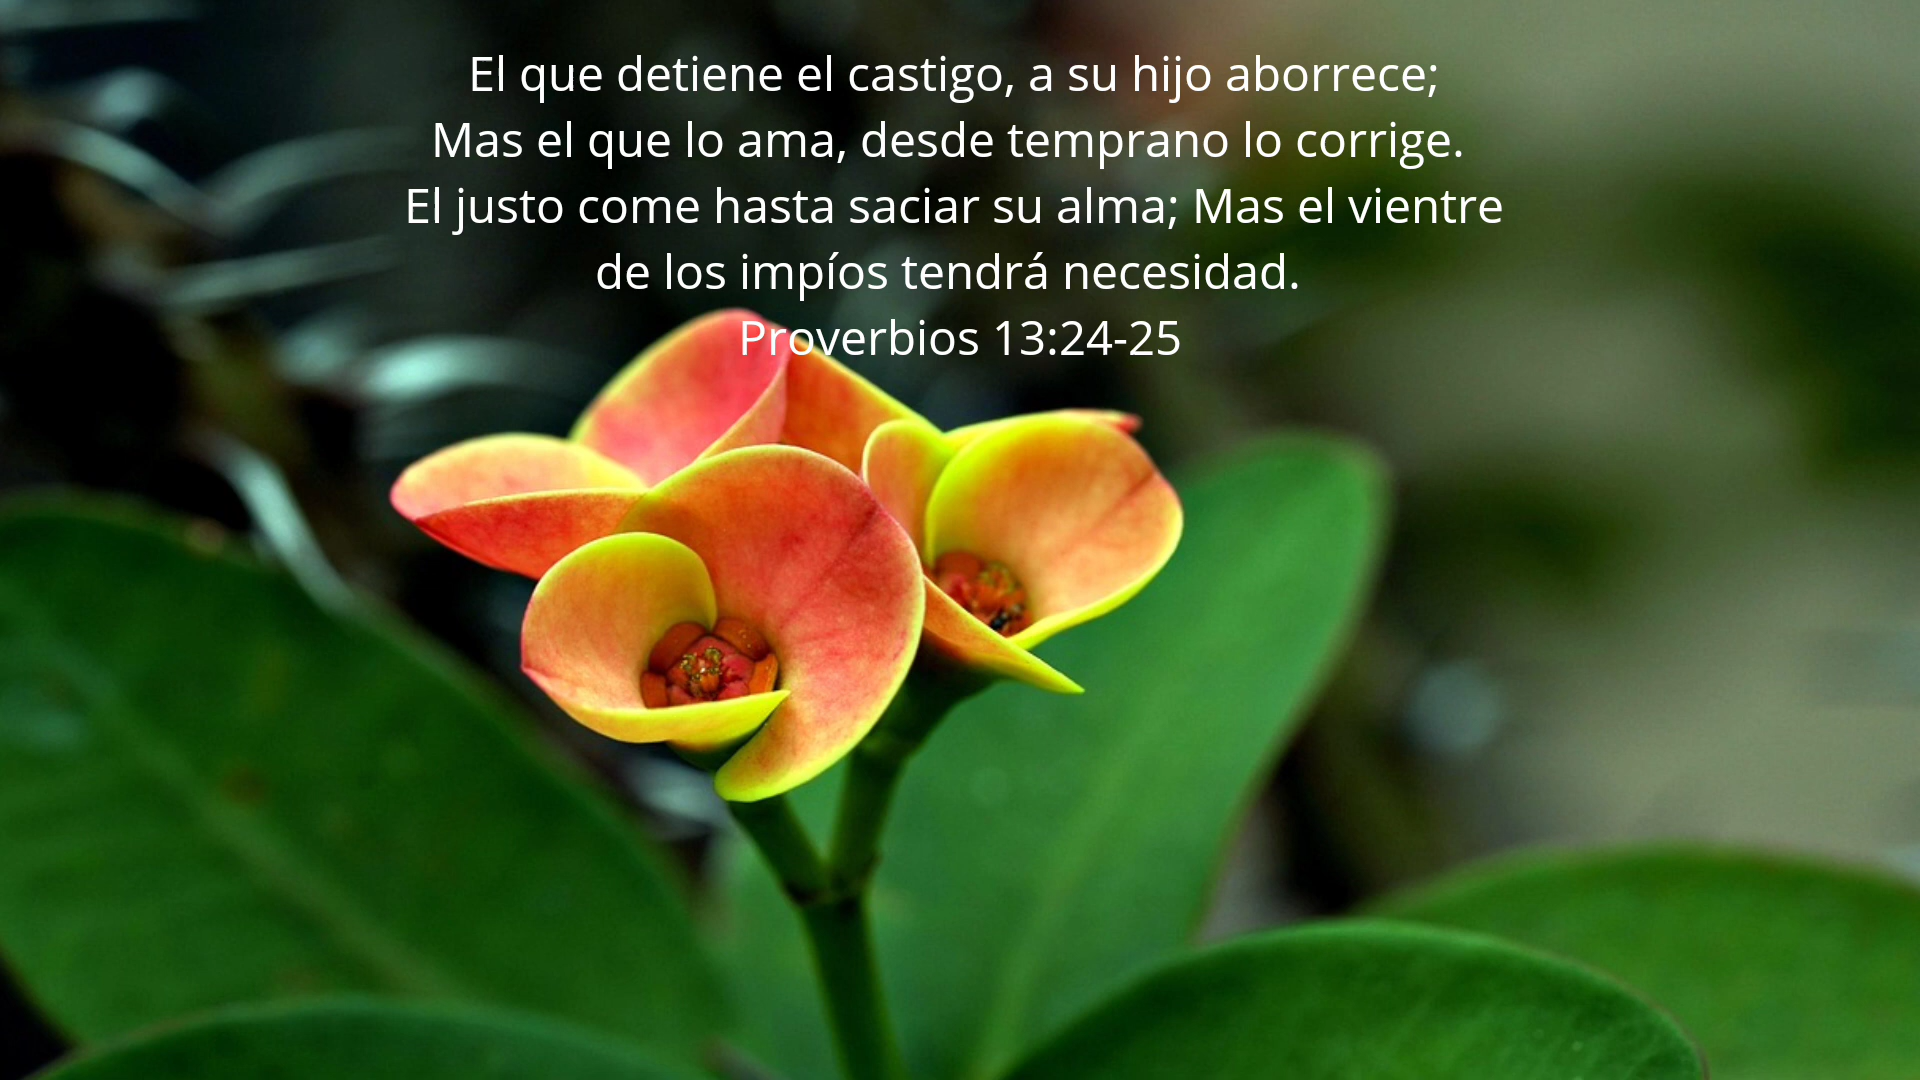 El que detiene el castigo, a su hijo aborrece;
Mas el que lo ama, desde temprano lo corrige.
El justo come hasta saciar su alma; Mas el vientre
de los impíos tendrá necesidad.
Proverbios 13:24-25